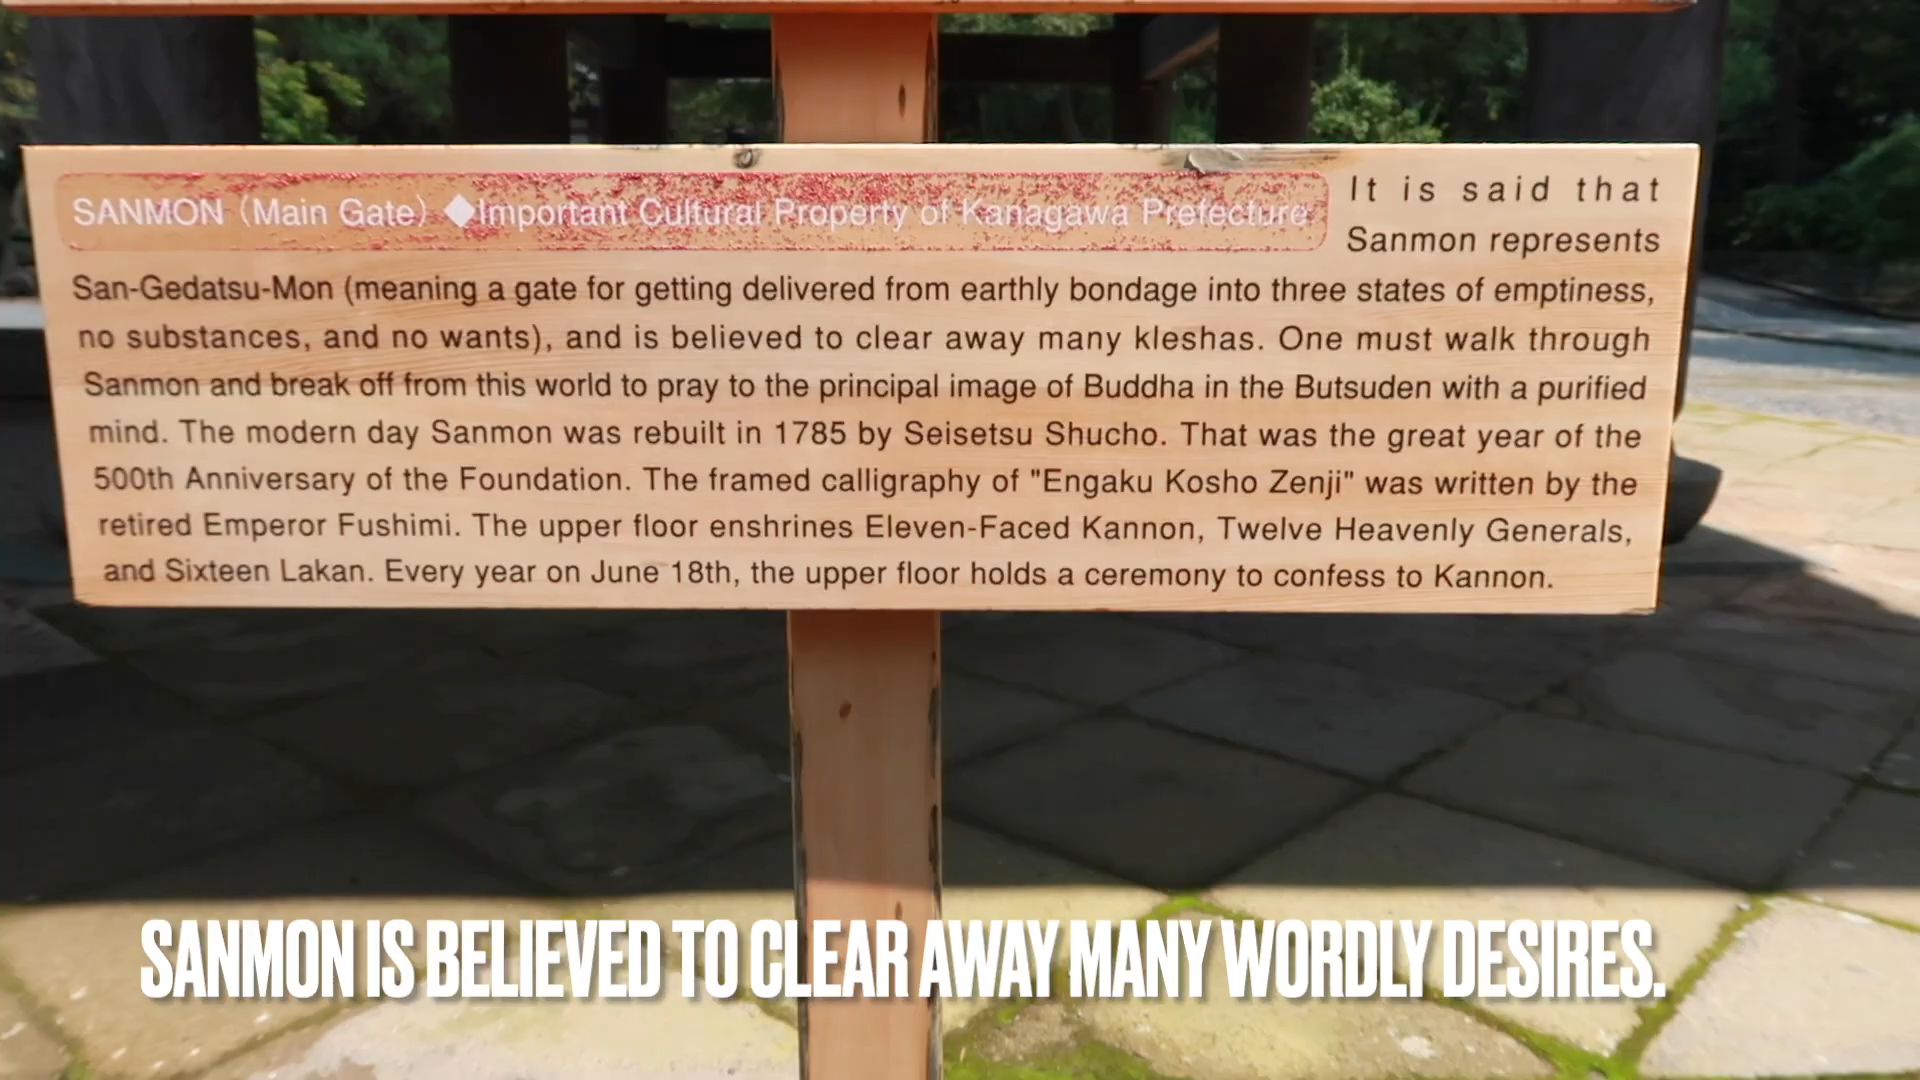 SANMON (Main Gate) ◆Important Cultural Property of Kanagawa Prefecture
It is said that
Sanmon represents
San-Gedatsu-Mon (meaning a gate for getting delivered from earthly bondage into three states of emptiness,
no substances, and no wants), and is believed to clear away many kleshas. One must walk through
Sanmon and break off from this world to pray to the principal image of Buddha in the Butsuden with a purified
mind. The modern day Sanmon was rebuilt in 1785 by Seisetsu Shucho. That was the great year of the
500th Anniversary of the Foundation. The framed calligraphy of "Engaku Kosho Zenji" was written by the
retired Emperor Fushimi. The upper floor enshrines Eleven-Faced Kannon, Twelve Heavenly Generals,
and Sixteen Lakan. Every year on June 18th, the upper floor holds a ceremony to confess to Kannon.
SANMON IS BELIEVED TO CLEAR AWAY MANY WORDLY DESIRES.